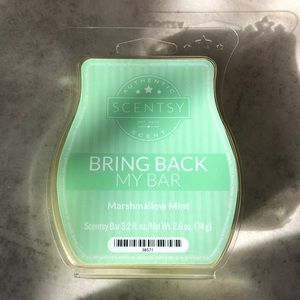 AUTHENTIC
SCENTSY
SCENT
BRING BACK
MY BAR
Marshmallow Mint
Scentsy Bar 3.2 fl. oz./Net Wt. 2.6 oz. (74 g)
38571